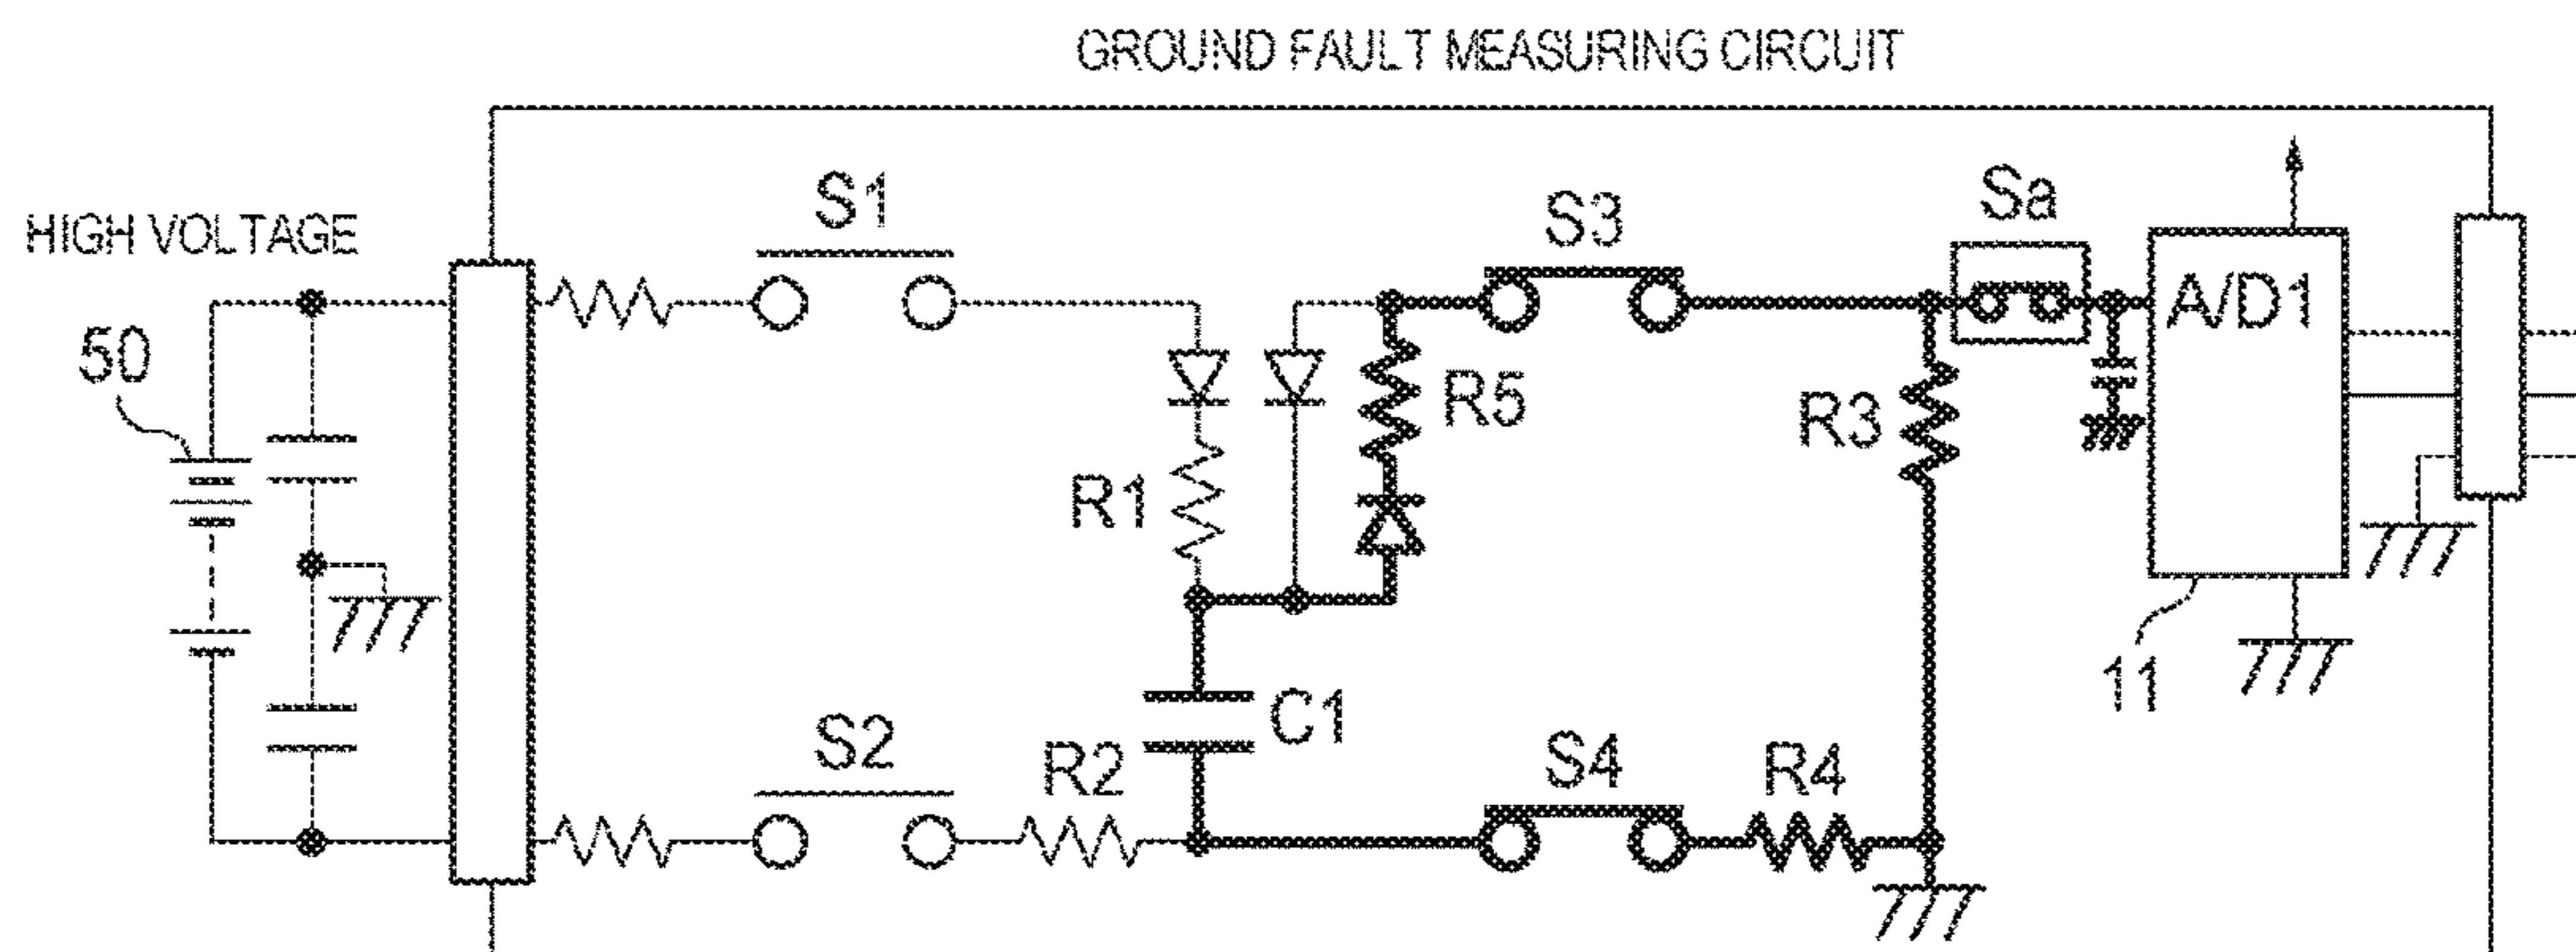 GROUND FAULT MEASURING CIRCUIT
HIGH VOLTAGE
S1
S3
Sa
A/D1
50
R5
R3
R1
11
C1
S2
R2
S4
R4